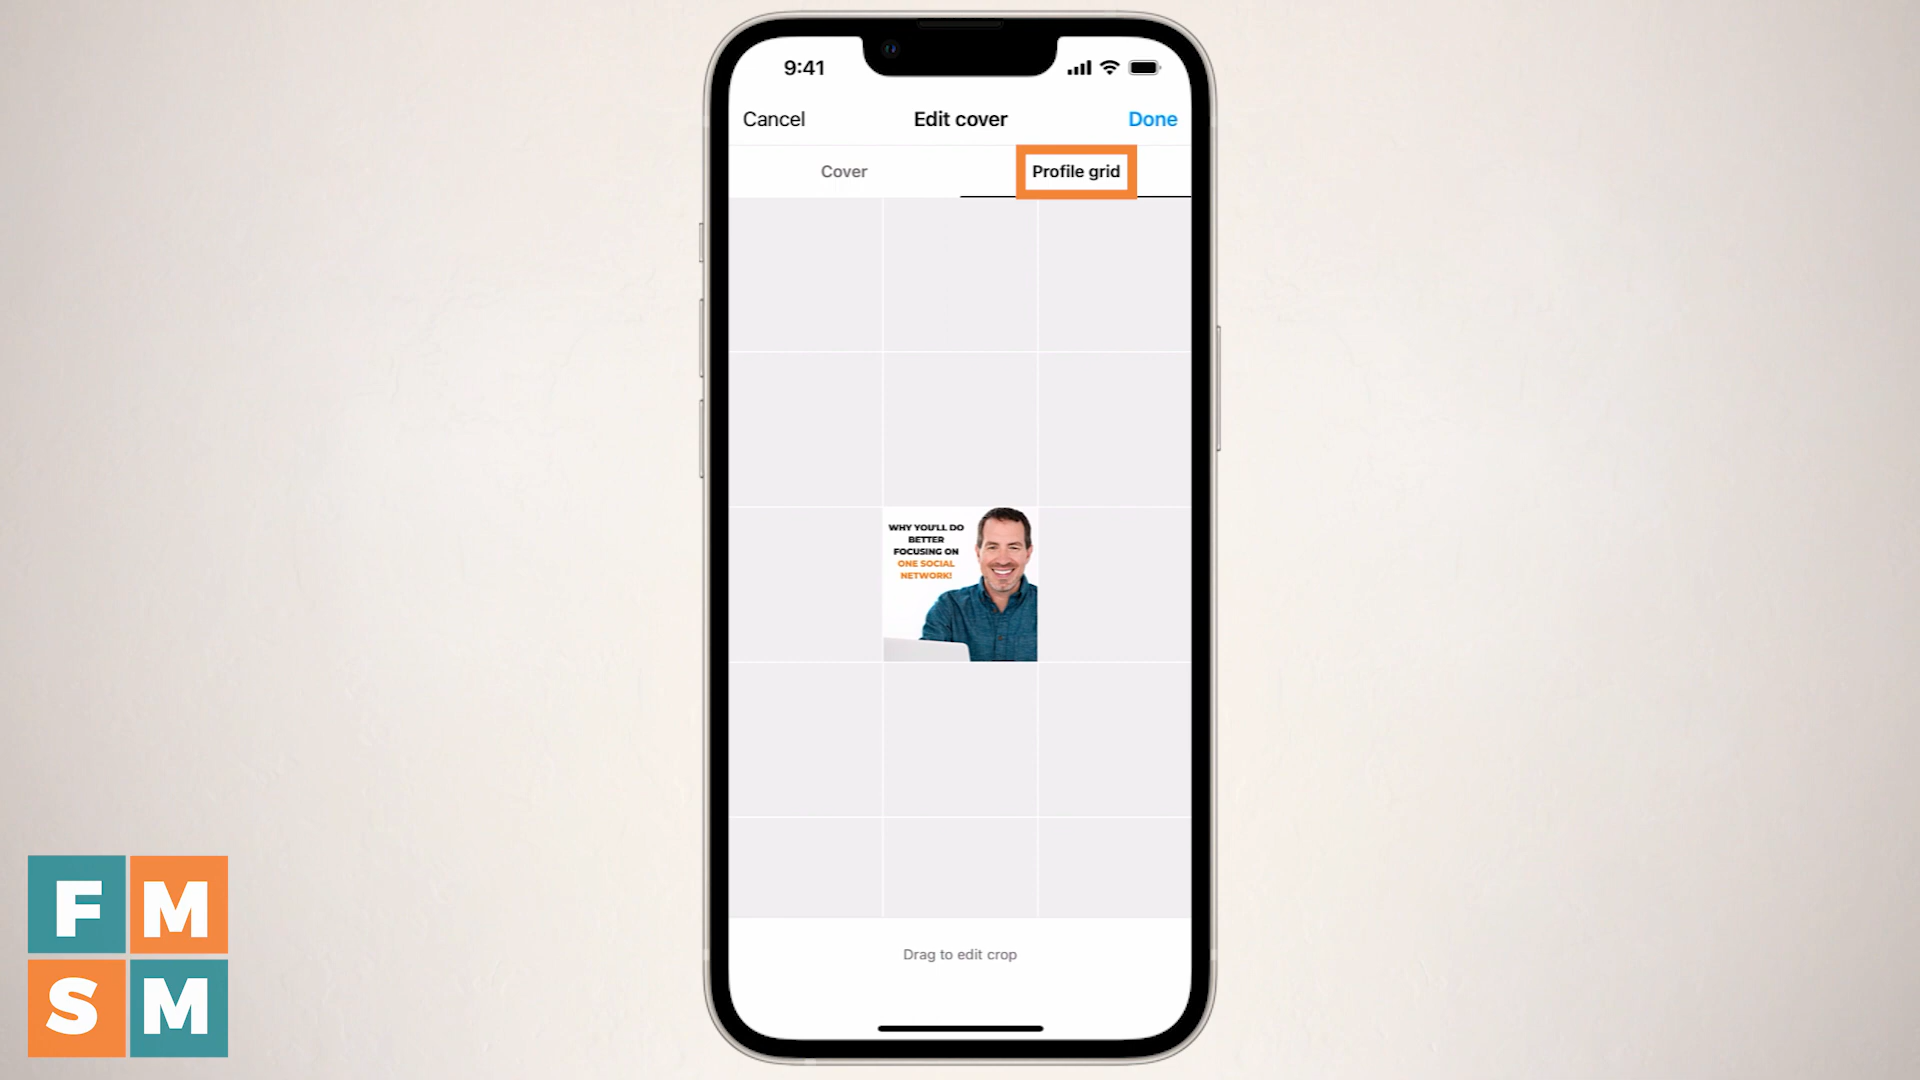 9:41
Cancel
Edit cover
Done
Cover
Profile grid
WHY YOU'LL DO
BETTER
FOCUSING ON
ONE SOCIAL
NETWORK!
Drag to edit crop
F M
S M